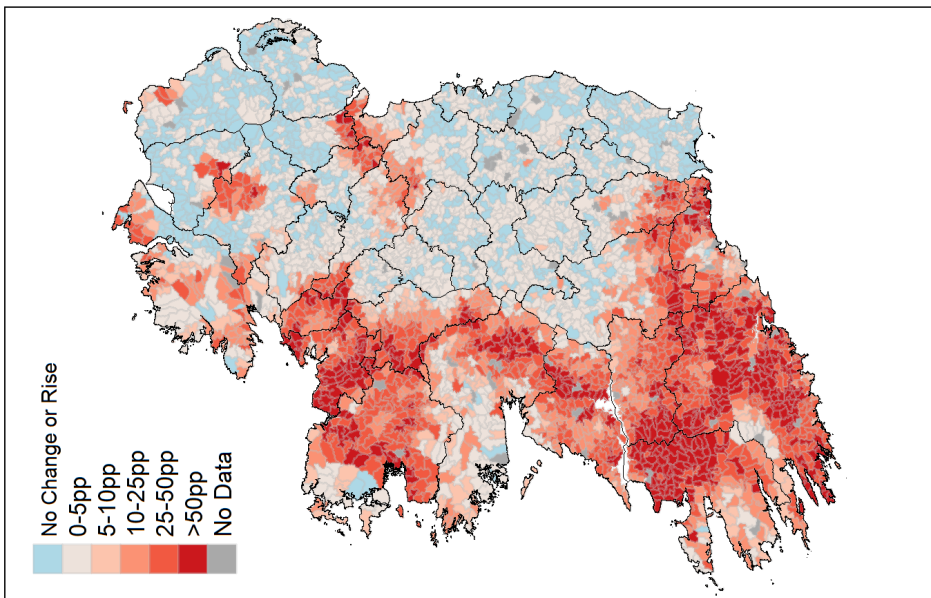 No Change or Rise
0-5pp
5-10pp
10-25pp
25-50pp
>50pp
No Data